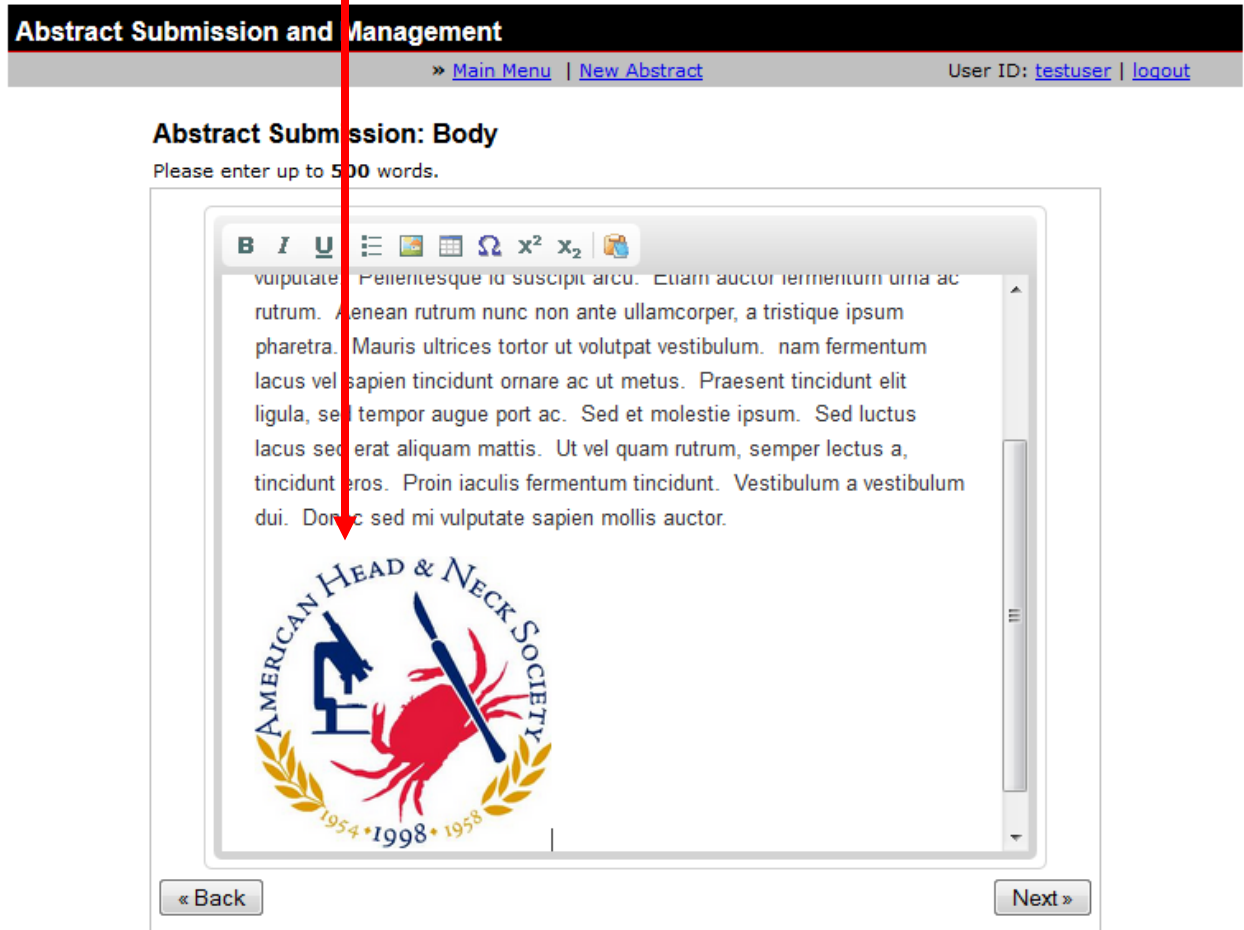 Abstract Submission and Management
» Main Menu | New Abstract User ID: testuser | logout
Abstract Submission: Body
Please enter up to 500 words.
B I U Ω x² x₂
vulputate. Pellentesque id suscipit arcu. Etiam auctor fermentum urna ac
rutrum. Aenean rutrum nunc non ante ullamcorper, a tristique ipsum
pharetra. Mauris ultrices tortor ut volutpat vestibulum. nam fermentum
lacus vel sapien tincidunt ornare ac ut metus. Praesent tincidunt elit
ligula, sed tempor augue port ac. Sed et molestie ipsum. Sed luctus
lacus sed erat aliquam mattis. Ut vel quam rutrum, semper lectus a,
tincidunt eros. Proin iaculis fermentum tincidunt. Vestibulum a vestibulum
dui. Donec sed mi vulputate sapien mollis auctor.
AMERICAN HEAD & NECK SOCIETY
1954 • 1998 • 1958
« Back Next »